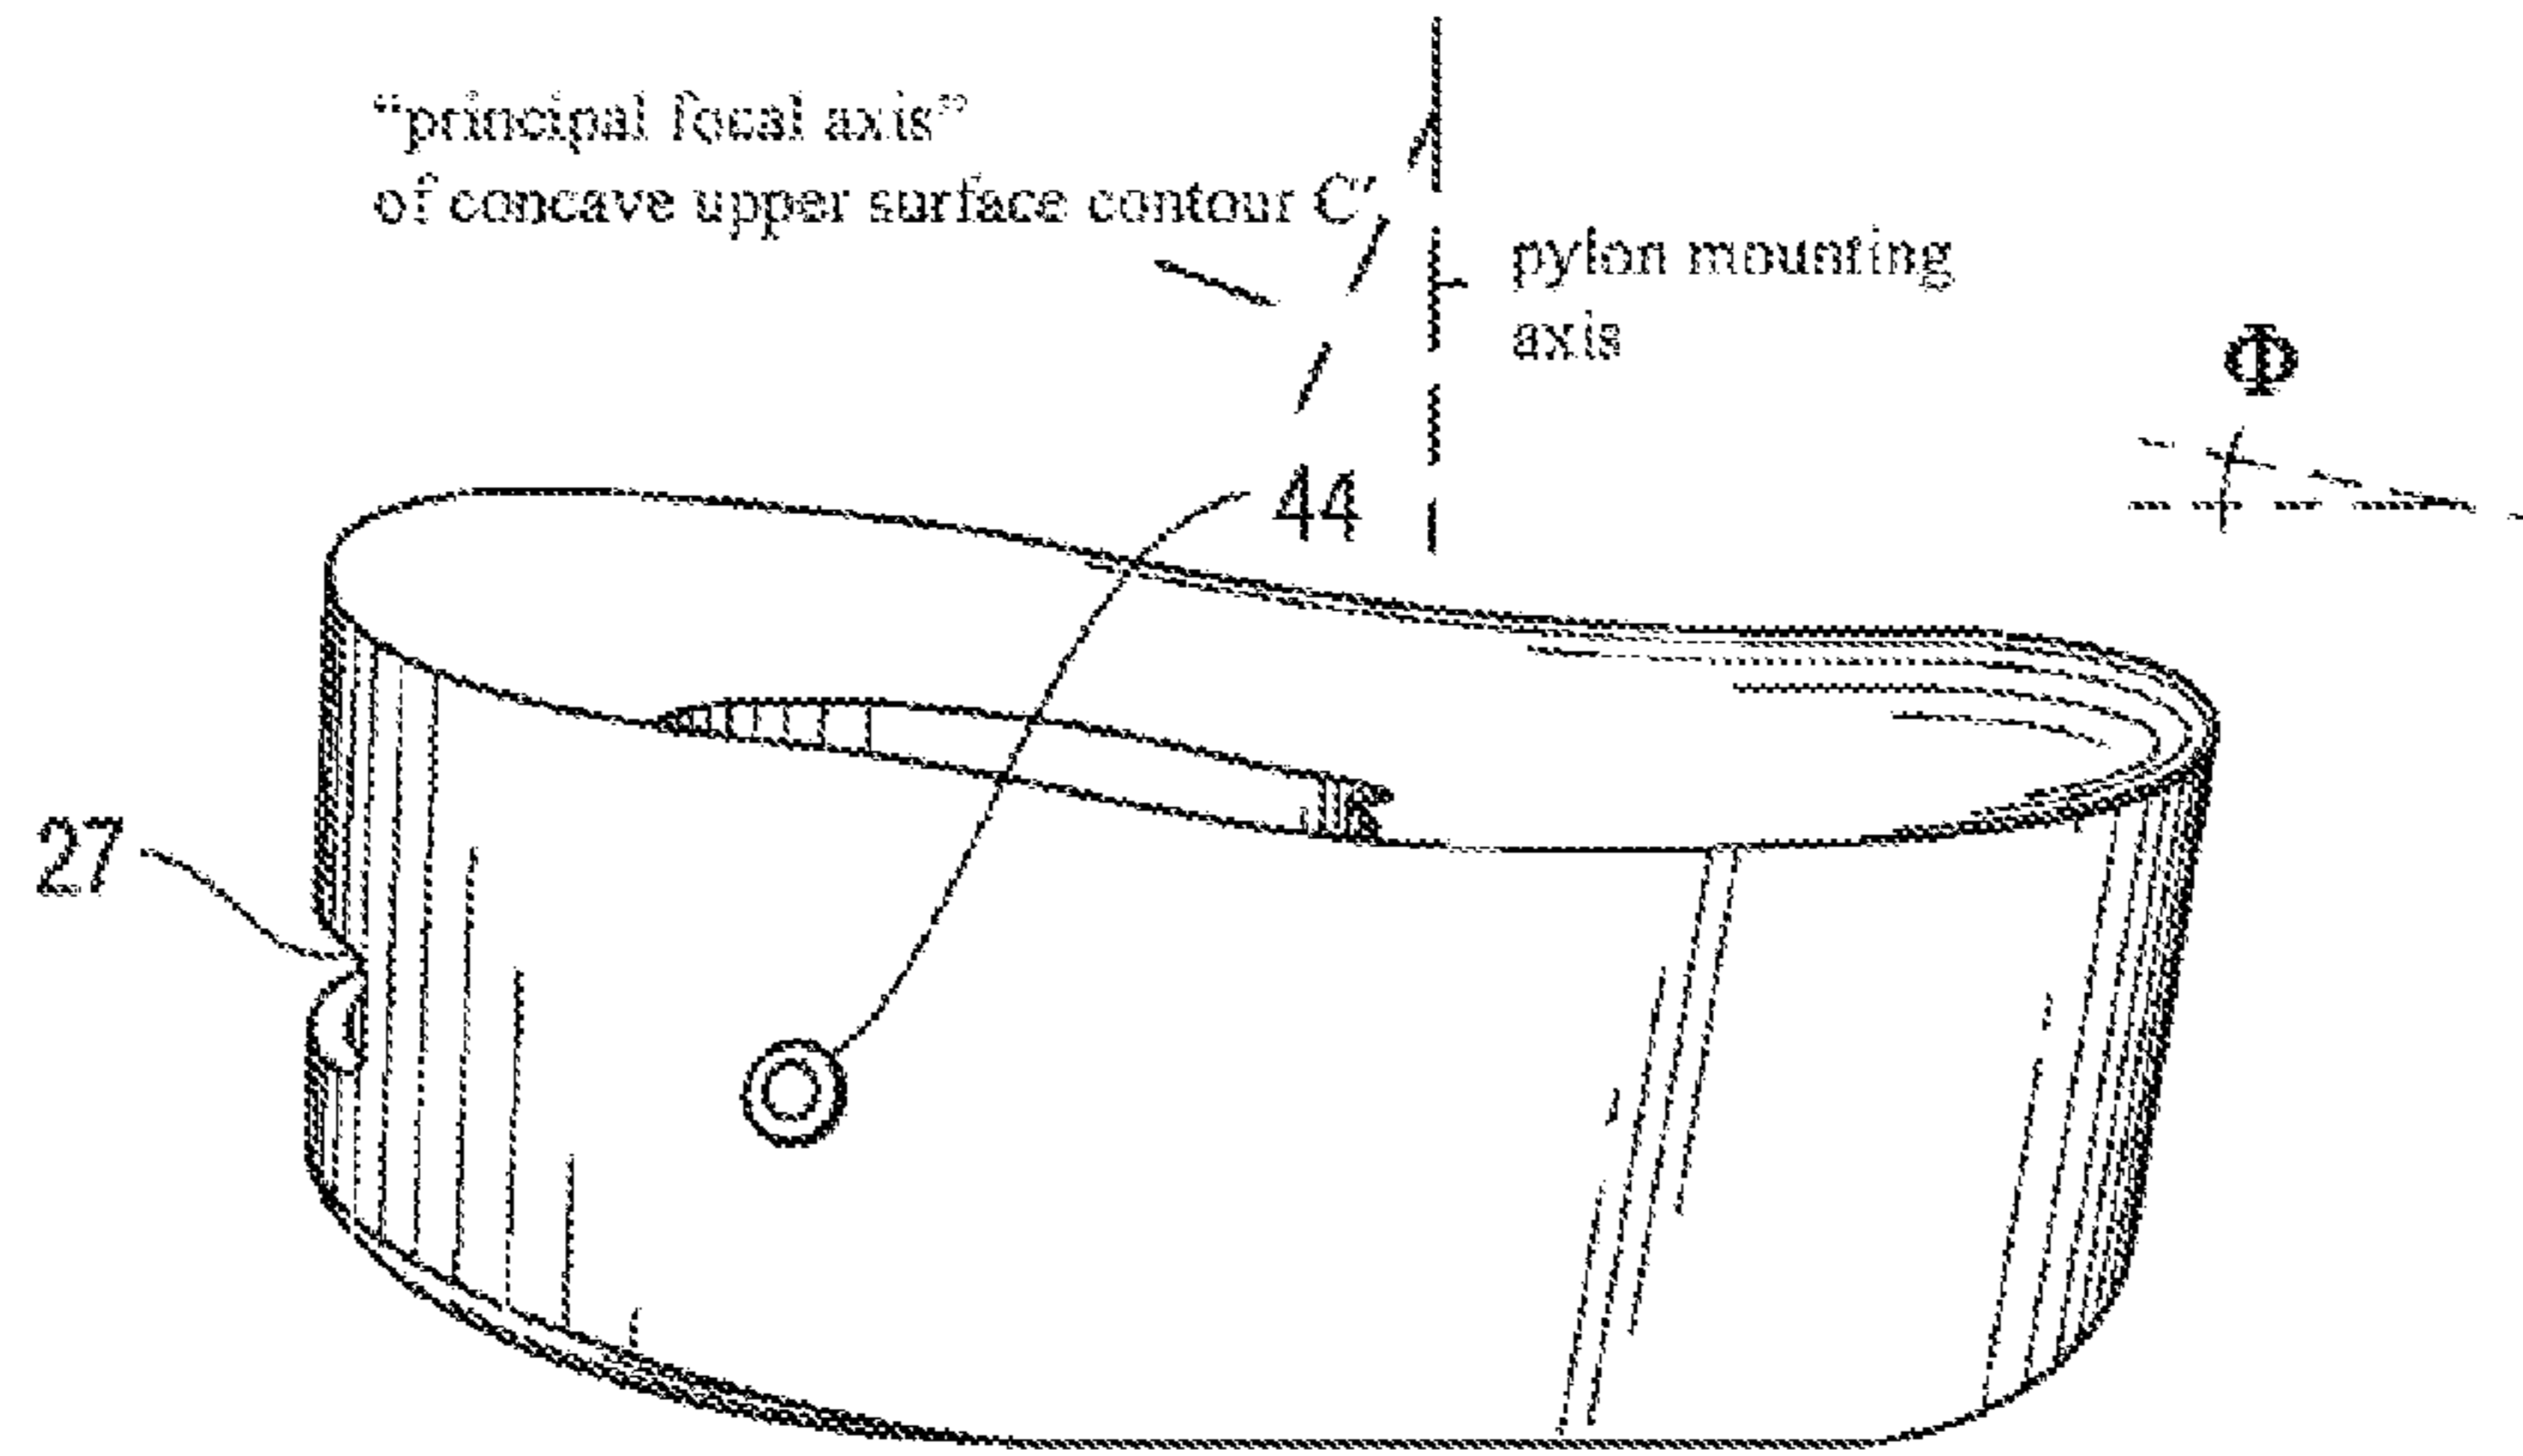 “principal focal axis”
of concave upper surface contour C'
pylon mounting
axis
Φ
44
27